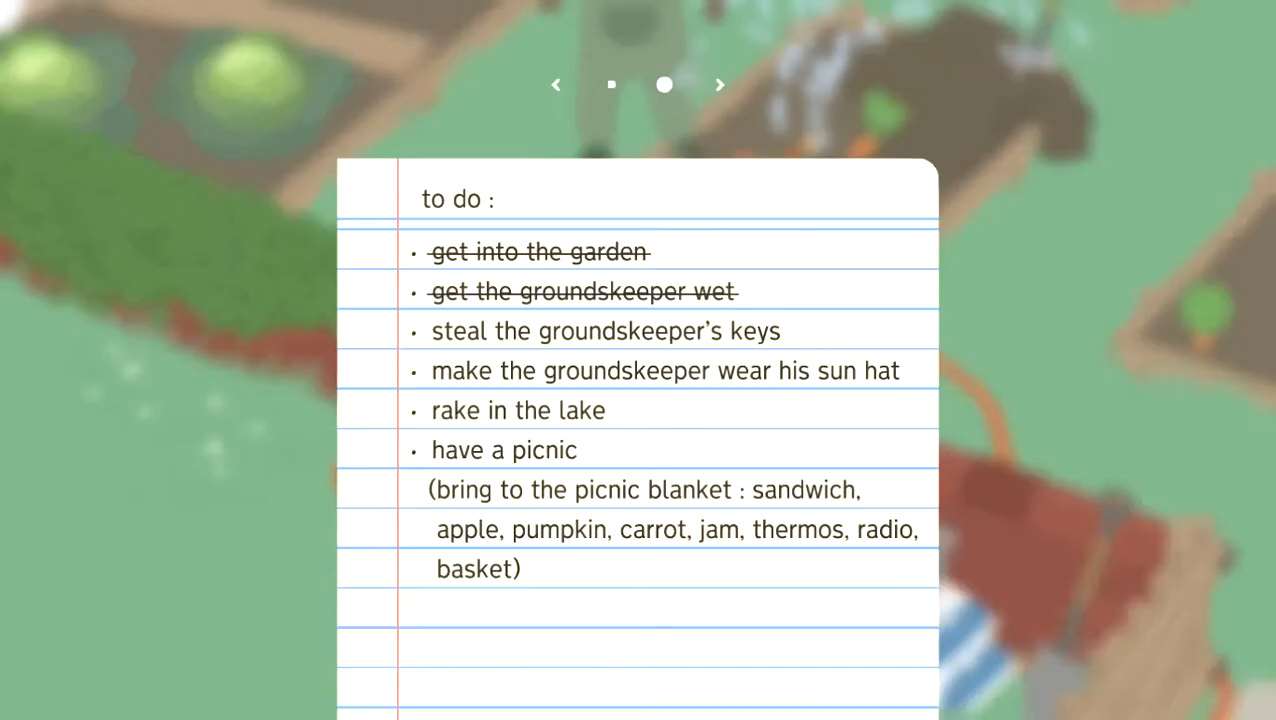 to do :
• get into the garden
• get the groundskeeper wet
• steal the groundskeeper’s keys
• make the groundskeeper wear his sun hat
• rake in the lake
• have a picnic
(bring to the picnic blanket : sandwich,
apple, pumpkin, carrot, jam, thermos, radio,
basket)